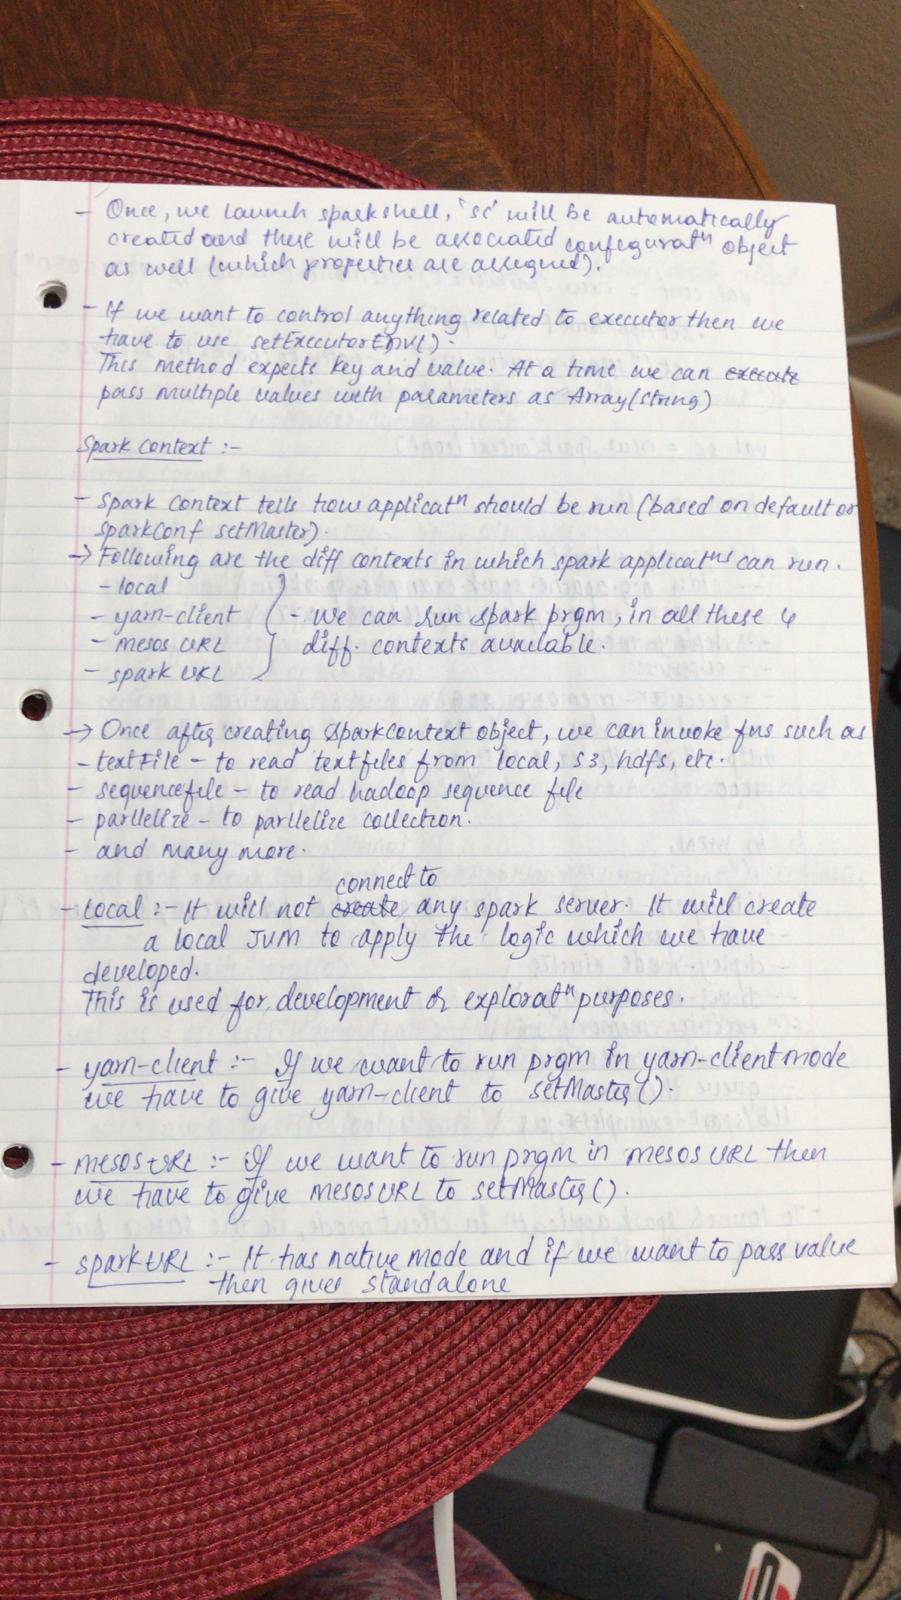 - Once, we launch sparkshell, 'sc' will be automatically
created and there will be associated configuratⁿ object
as well (which properties are assigned).
- If we want to control anything related to executor then we
have to use setExecutorEnv().
This method expects key and value. At a time we can execute
pass multiple values with parameters as Array(string)
Spark Context :-
- Spark Context tells how applicatⁿ should be run (based on default or
SparkConf setMaster).
→ Following are the diff contexts in which spark applicatⁿˢ can run.
- local
- yarn-client - we can run spark prgm, in all these 4
- mesos URL diff. contexts available.
- spark URL
→ Once after creating SparkContext object, we can invoke fns such as
- textFile - to read textfiles from local, s3, hdfs, etc.
- sequencefile - to read hadoop sequence file
- parllelize - to parllelize collection.
- and many more.
connect to
- local :- It will not create any spark server. It will create
a local JVM to apply the logic which we have
developed.
This is used for development or exploratⁿ purposes.
- yarn-client :- If we want to run prgm in yarn-client mode
we have to give yarn-client to setMaster().
- mesos URL :- If we want to run prgm in mesos URL then
we have to give mesos URL to setMaster().
- spark URL :- It has native mode and if we want to pass value
then gives standalone